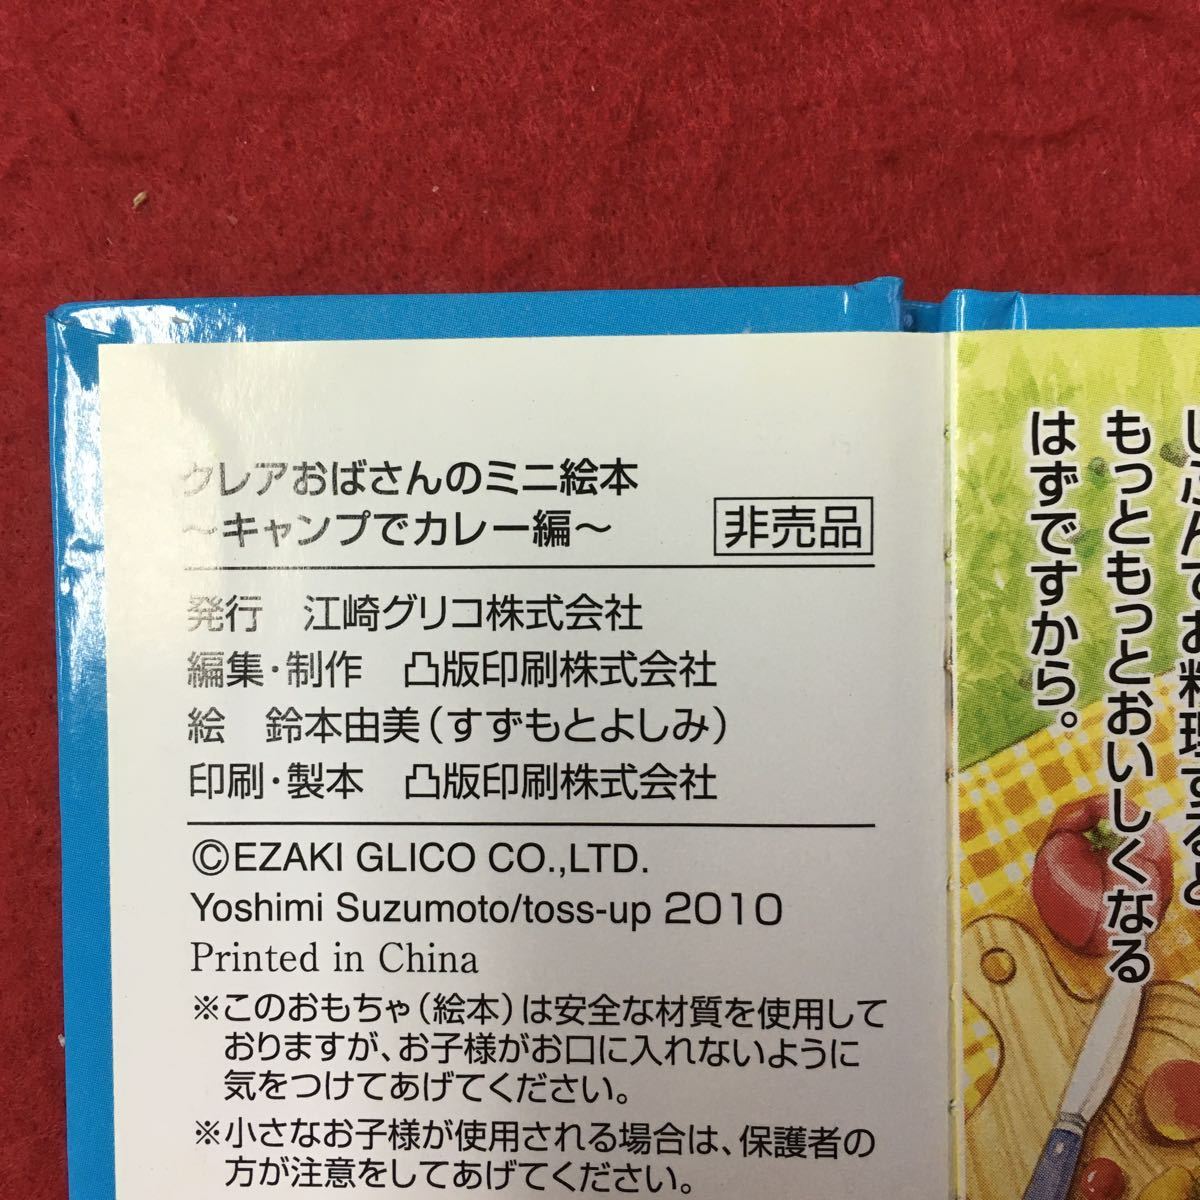 クレアおばさんのミニ絵本
～キャンプでカレー編～
非売品
発行　江崎グリコ株式会社
編集・制作　凸版印刷株式会社
絵　鈴本由美（すずもとよしみ）
印刷・製本　凸版印刷株式会社
©EZAKI GLICO CO.,LTD.
Yoshimi Suzumoto/toss-up 2010
Printed in China
※このおもちゃ（絵本）は安全な材質を使用して
おりますが、お子様がお口に入れないように
気をつけてあげてください。
※小さなお子様が使用される場合は、保護者の
方が注意をしてあげてください。
お料理すると
もっともっとおいしくなる
はずですから。